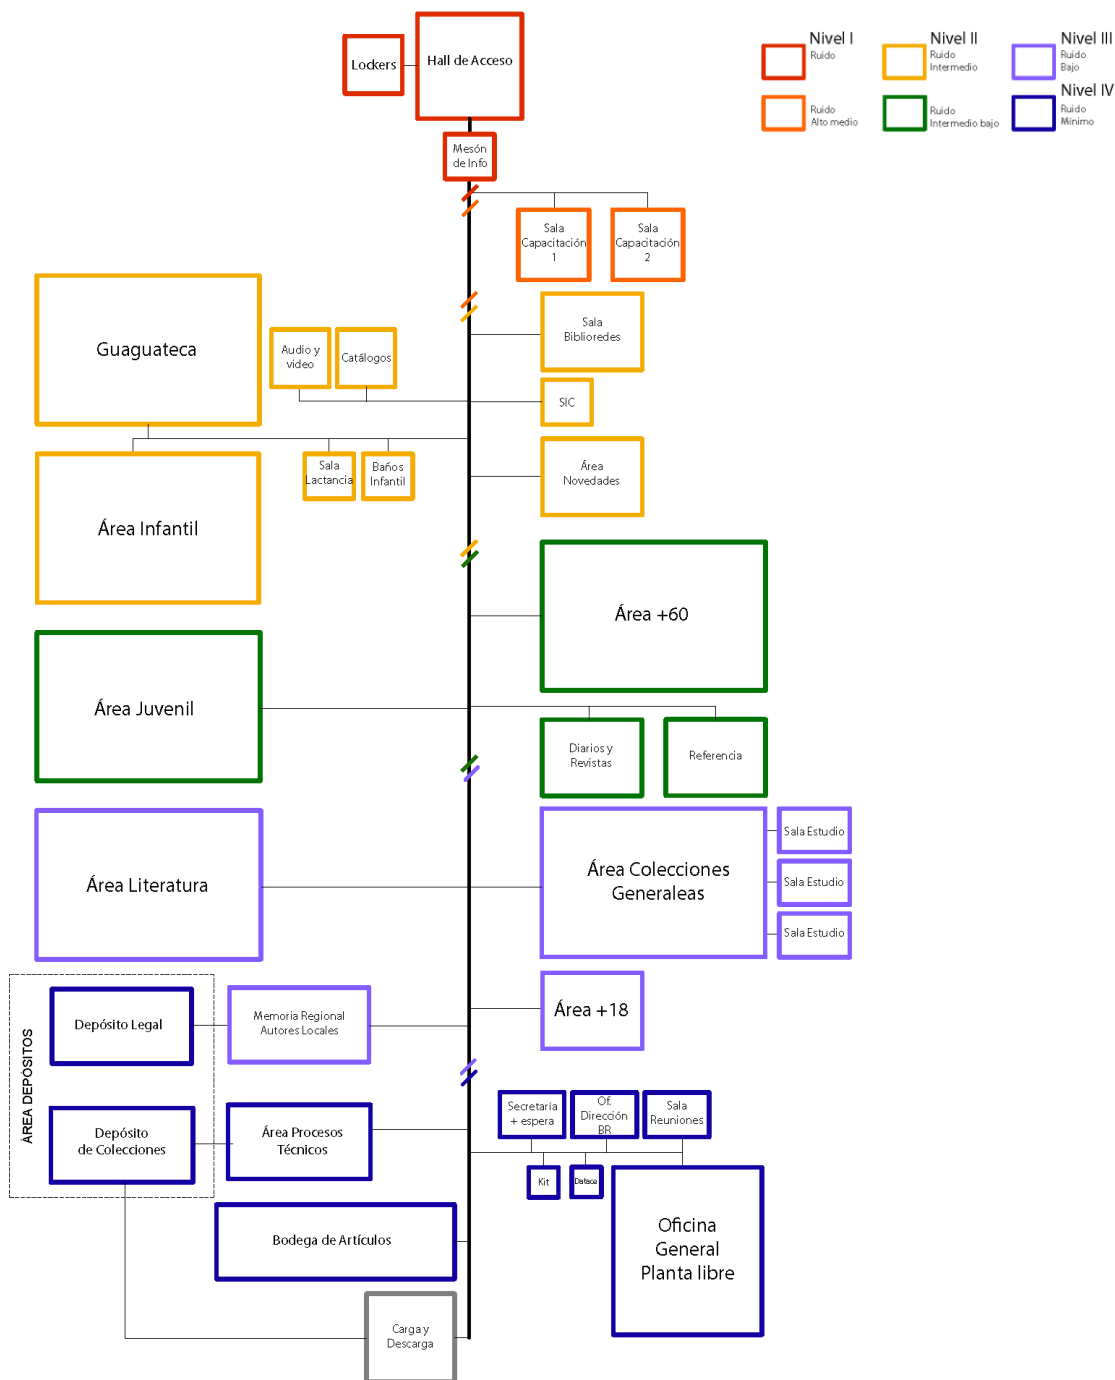 Nivel I
Ruido
Nivel II
Ruido
Intermedio
Nivel III
Ruido
Bajo
Ruido
Alto medio
Ruido
Intermedio bajo
Nivel IV
Ruido
Mínimo
Lockers
Hall de Acceso
Mesón
de Info
Sala
Capacitación
1
Sala
Capacitación
2
Guaguateca
Audio y
video
Catálogos
Sala
Biblioredes
SIC
Área Infantil
Sala
Lactancia
Baños
Infantil
Área
Novedades
Área +60
Área Juvenil
Diarios y
Revistas
Referencia
Área Literatura
Área Colecciones
Generaleas
Sala Estudio
Sala Estudio
Sala Estudio
ÁREA DEPÓSITOS
Depósito Legal
Memoria Regional
Autores Locales
Área +18
Depósito
de Colecciones
Área Procesos
Técnicos
Secretaría
+ espera
Of.
Dirección
BR
Sala
Reuniones
Kit
Bodega de Artículos
Oficina
General
Planta libre
Carga y
Descarga